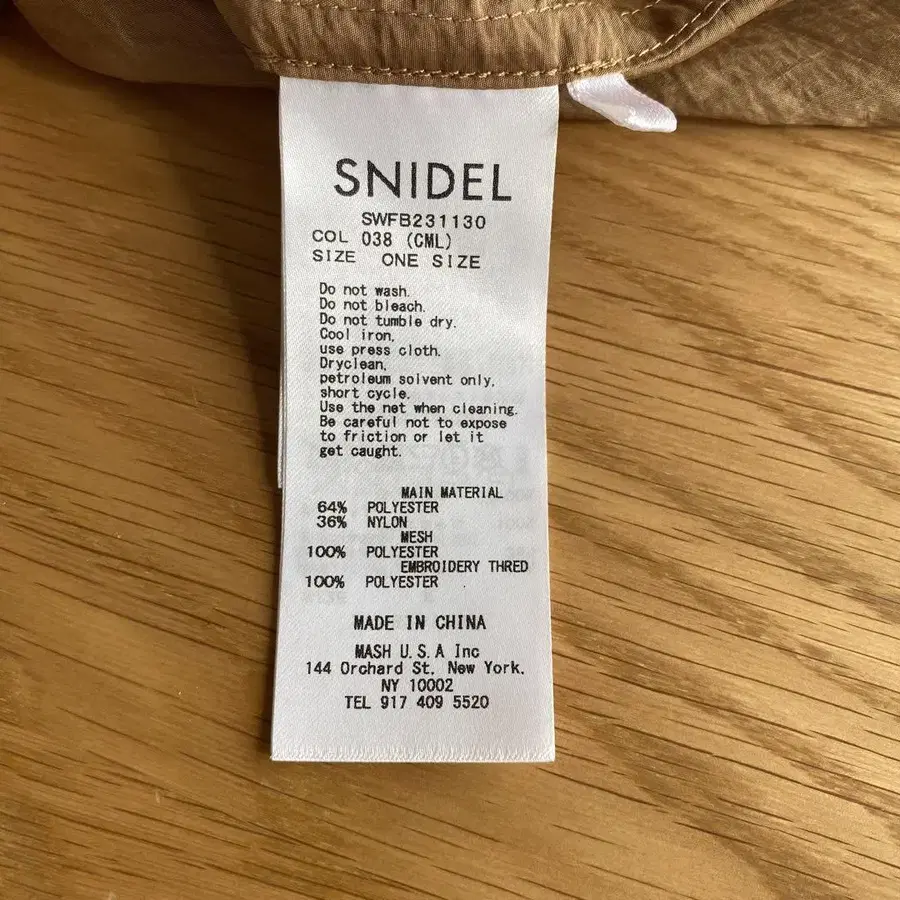 SNIDEL
SWFB231130
COL 038 (CML)
SIZE ONE SIZE
Do not wash.
Do not bleach.
Do not tumble dry.
Cool iron,
use press cloth.
Dryclean,
petroleum solvent only,
short cycle.
Use the net when cleaning.
Be careful not to expose
to friction or let it
get caught.
MAIN MATERIAL
64% POLYESTER
36% NYLON
MESH
100% POLYESTER
EMBROIDERY THRED
100% POLYESTER
MADE IN CHINA
MASH U.S.A Inc
144 Orchard St, New York,
NY 10002
TEL 917 409 5520